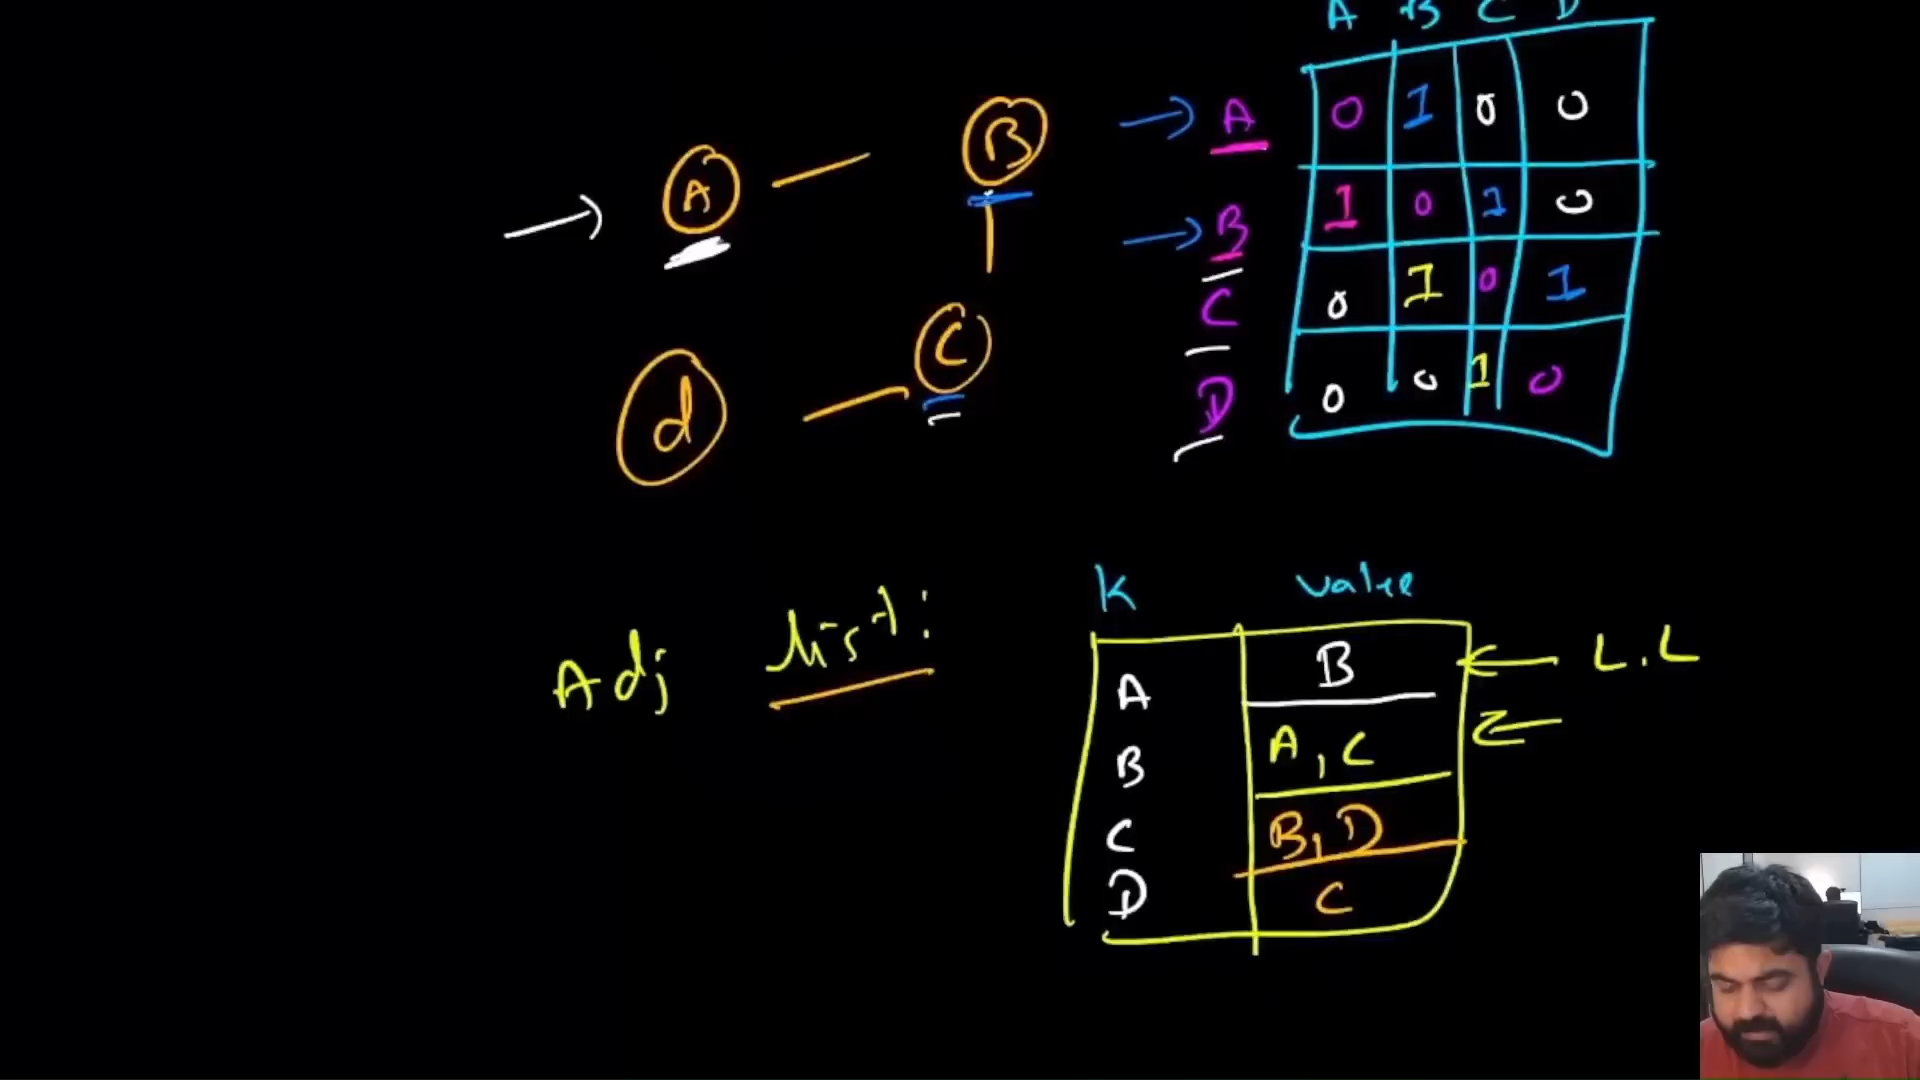 A B C D
A 0 1 0 0
B 1 0 1 0
C 0 1 0 1
D 0 0 1 0
A
B
C
d
Adj list:
K value
A B
B A, C
C B, D
D C
L.L